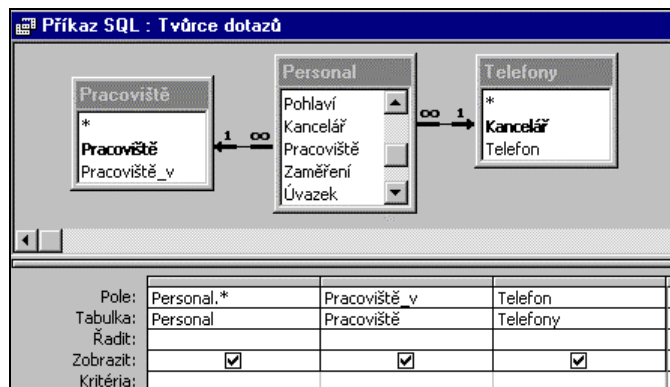 Příkaz SQL : Tvůrce dotazů
Pracoviště
*
Pracoviště
Pracoviště_v
1 ∞
Personal
Pohlaví
Kancelář
Pracoviště
Zaměření
Úvazek
∞ 1
Telefony
*
Kancelář
Telefon
Pole: Personal.* Pracoviště_v Telefon
Tabulka: Personal Pracoviště Telefony
Řadit:
Zobrazit:
Kritéria: